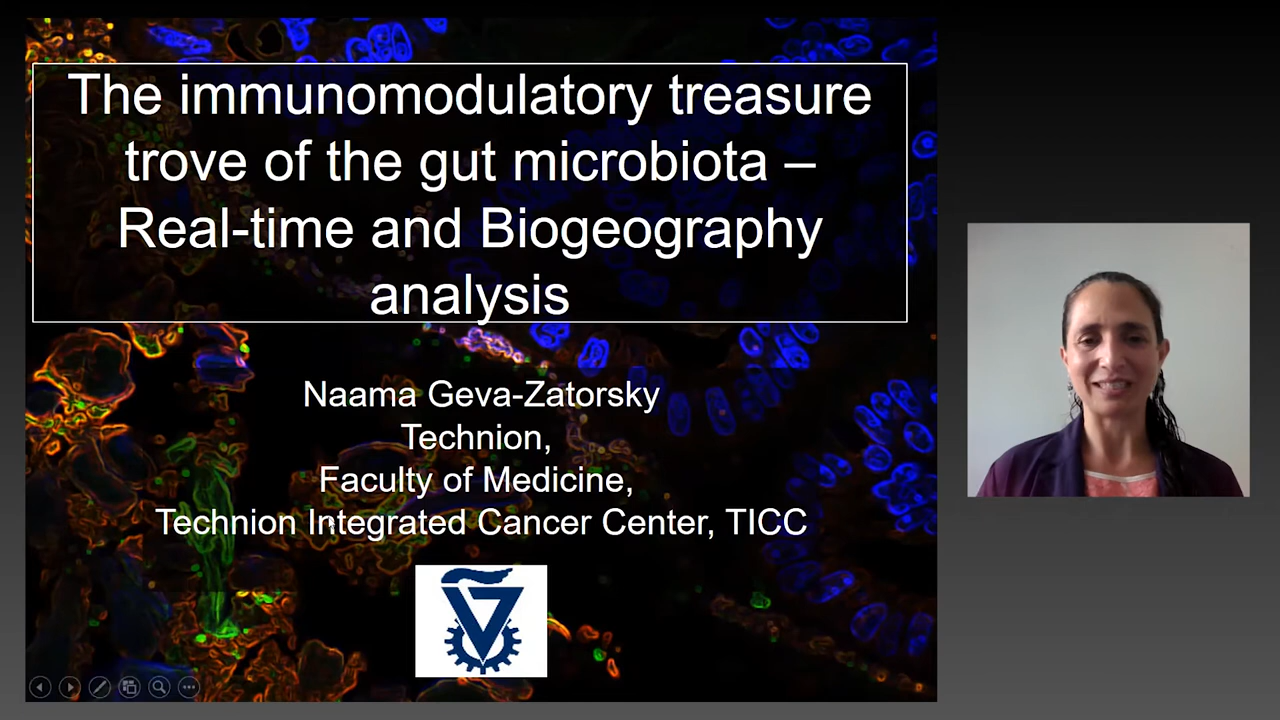 The immunomodulatory treasure
trove of the gut microbiota –
Real-time and Biogeography
analysis
Naama Geva-Zatorsky
Technion,
Faculty of Medicine,
Technion Integrated Cancer Center, TICC